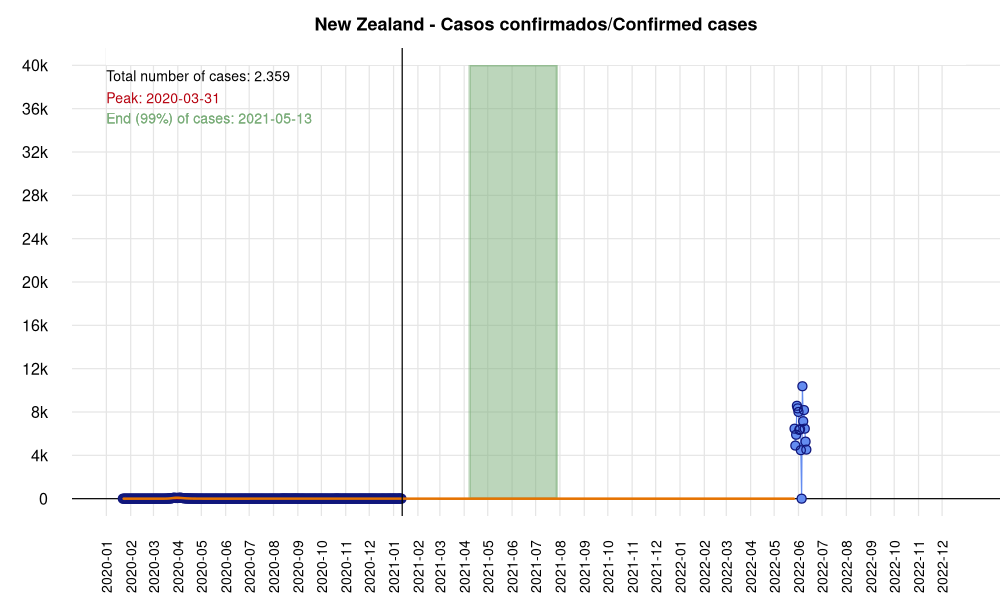 New Zealand - Casos confirmados/Confirmed cases
40k
36k
32k
28k
24k
20k
16k
12k
8k
4k
0
Total number of cases: 2.359
Peak: 2020-03-31
End (99%) of cases: 2021-05-13
2020-01
2020-02
2020-03
2020-04
2020-05
2020-06
2020-07
2020-08
2020-09
2020-10
2020-11
2020-12
2021-01
2021-02
2021-03
2021-04
2021-05
2021-06
2021-07
2021-08
2021-09
2021-10
2021-11
2021-12
2022-01
2022-02
2022-03
2022-04
2022-05
2022-06
2022-07
2022-08
2022-09
2022-10
2022-11
2022-12